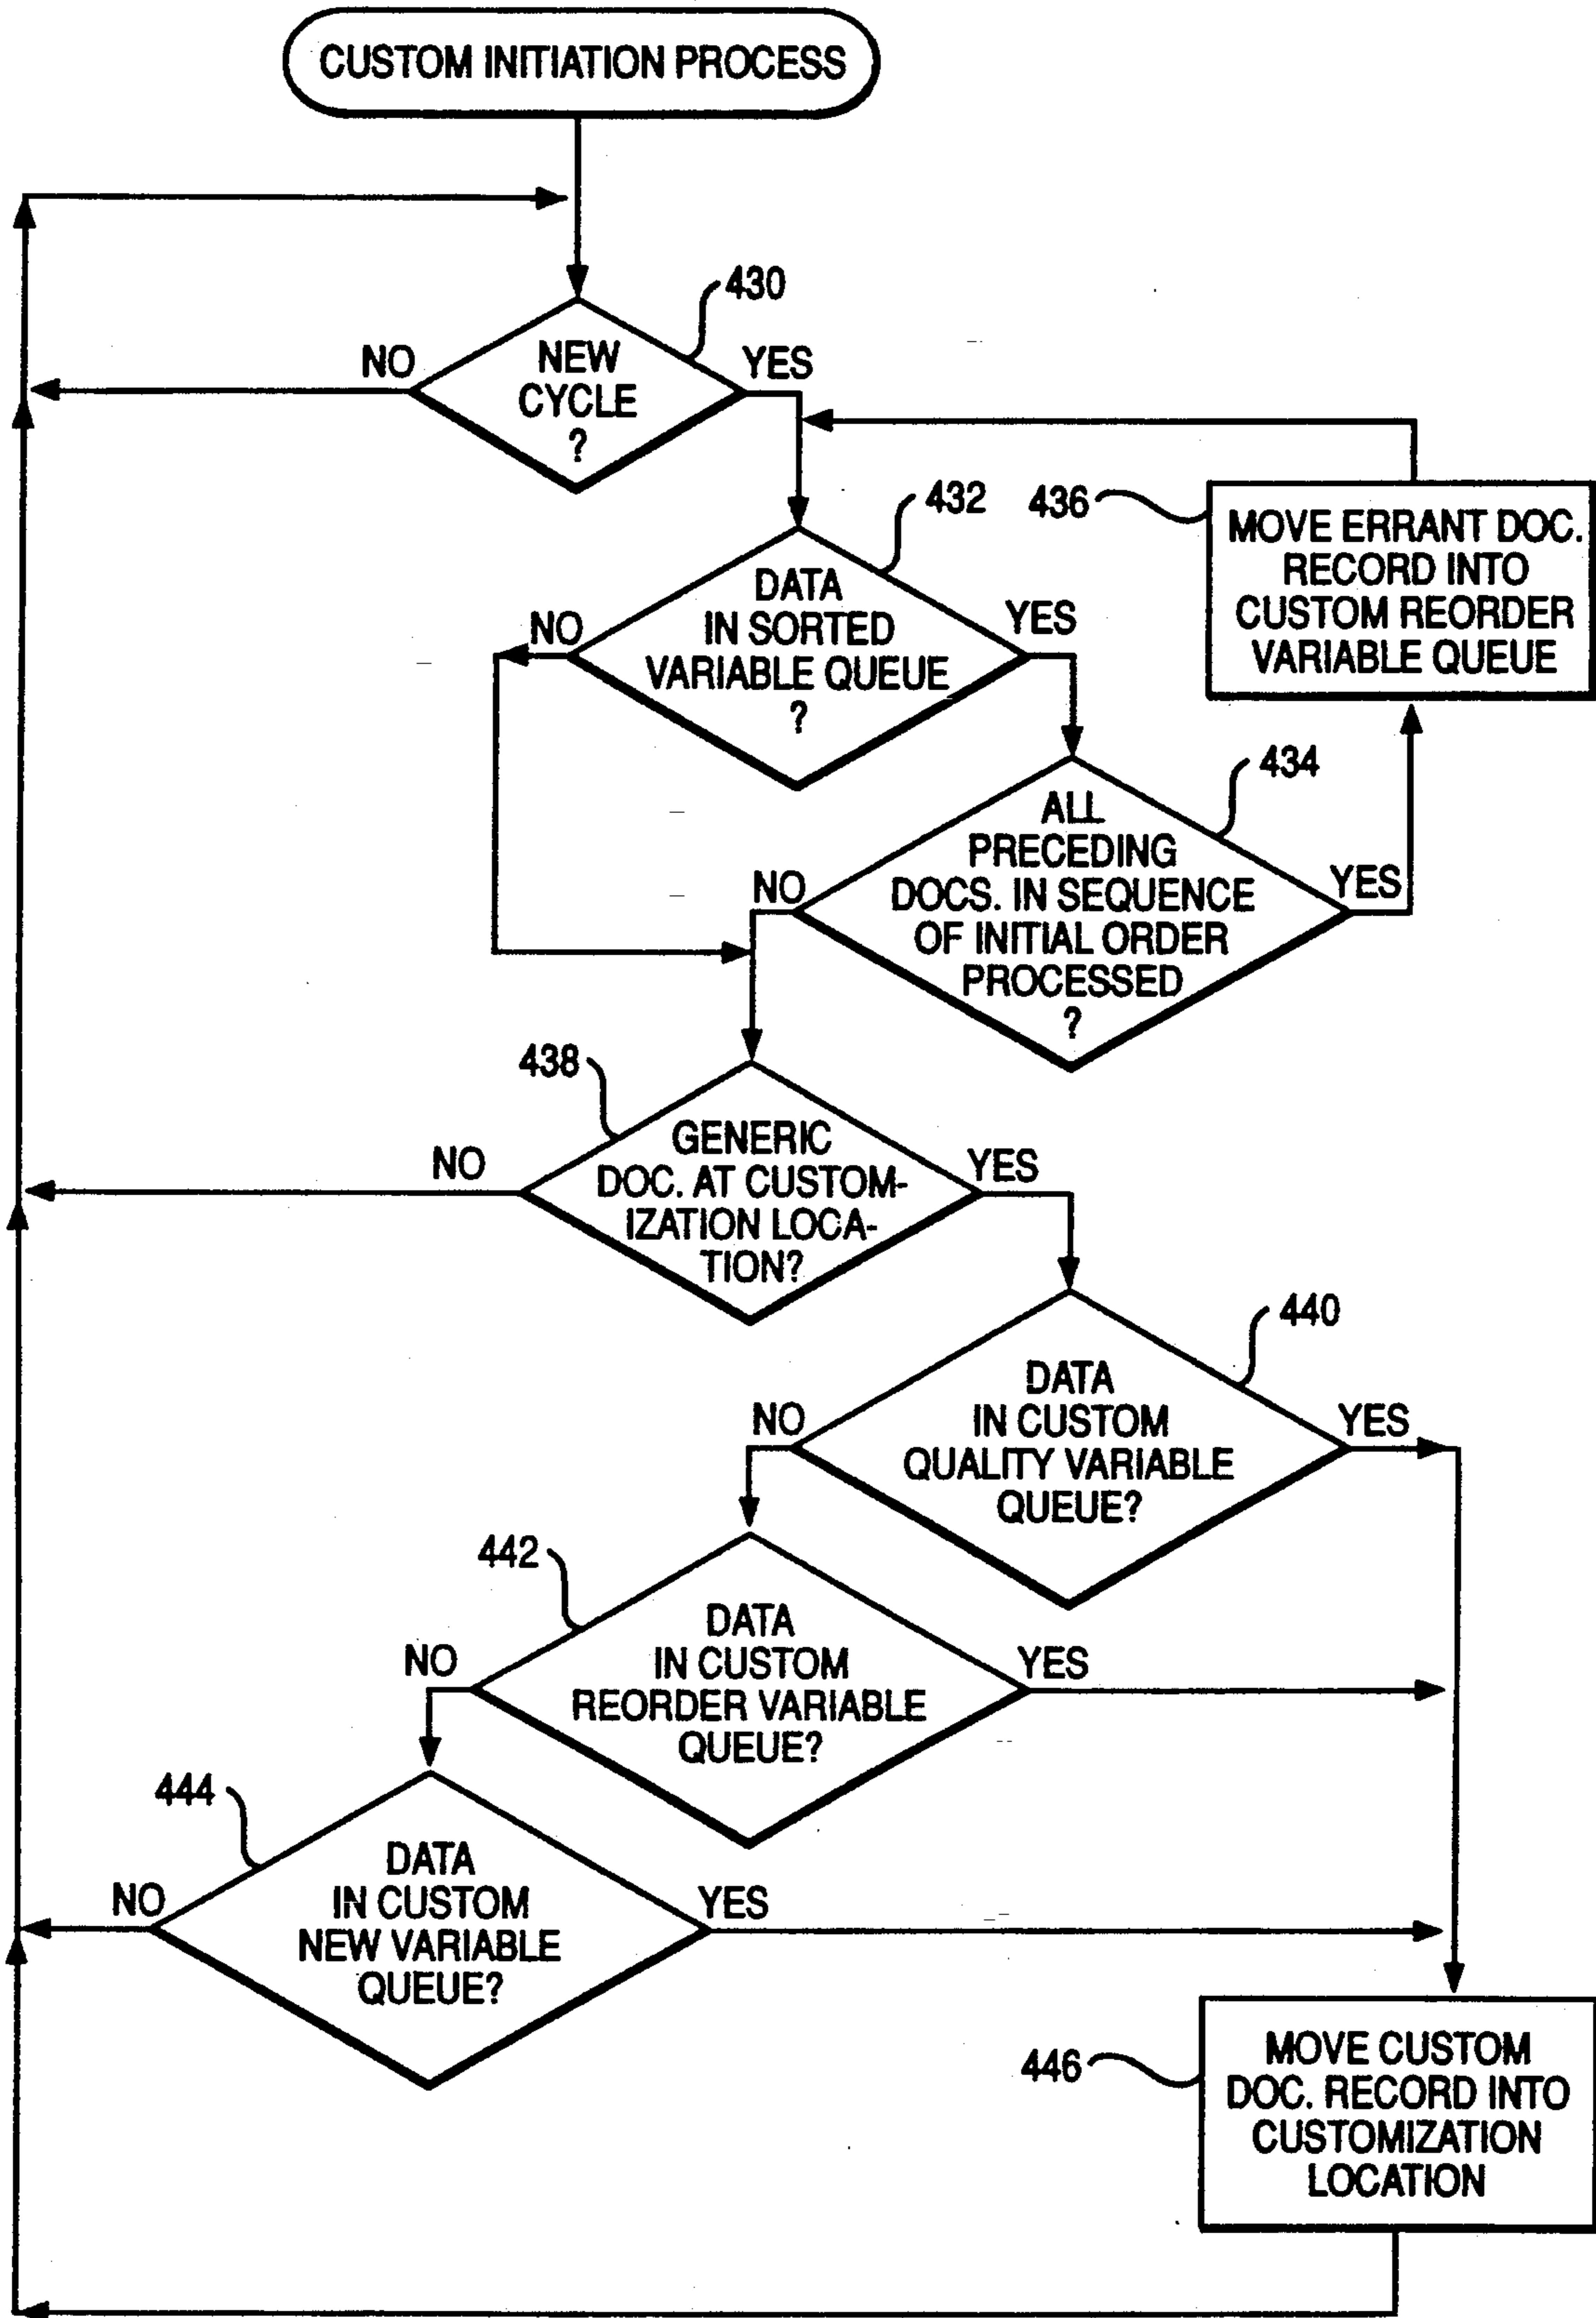 CUSTOM INITIATION PROCESS
430
NO
YES
NEW
CYCLE
?
432
436
MOVE ERRANT DOC.
RECORD INTO
CUSTOM REORDER
VARIABLE QUEUE
NO
YES
DATA
IN SORTED
VARIABLE QUEUE
?
434
NO
YES
ALL
PRECEDING
DOCS. IN SEQUENCE
OF INITIAL ORDER
PROCESSED
?
438
NO
YES
GENERIC
DOC. AT CUSTOM-
IZATION LOCA-
TION?
440
NO
YES
DATA
IN CUSTOM
QUALITY VARIABLE
QUEUE?
442
NO
YES
DATA
IN CUSTOM
REORDER VARIABLE
QUEUE?
444
NO
YES
DATA
IN CUSTOM
NEW VARIABLE
QUEUE?
446
MOVE CUSTOM
DOC. RECORD INTO
CUSTOMIZATION
LOCATION